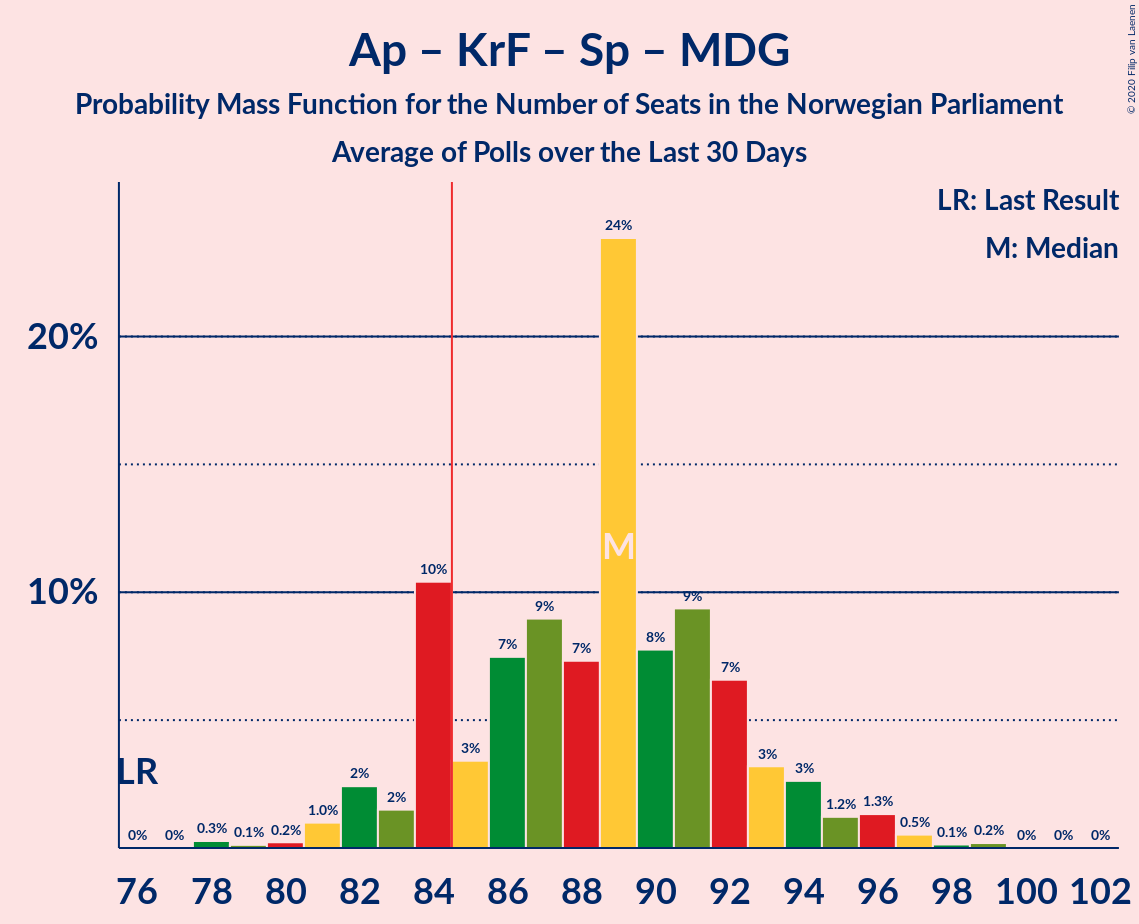 Ap – KrF – Sp – MDG
Probability Mass Function for the Number of Seats in the Norwegian Parliament
Average of Polls over the Last 30 Days
© 2020 Filip van Laenen
LR: Last Result
M: Median
24%
20%
M
10%
10%
9%
9%
8%
7%
7%
7%
3%
3%
3%
LR
2%
2%
1.0%
1.2%
1.3%
0.5%
0% 0% 0.3% 0.1% 0.2% 0.1% 0.2% 0% 0% 0%
76 78 80 82 84 86 88 90 92 94 96 98 100 102